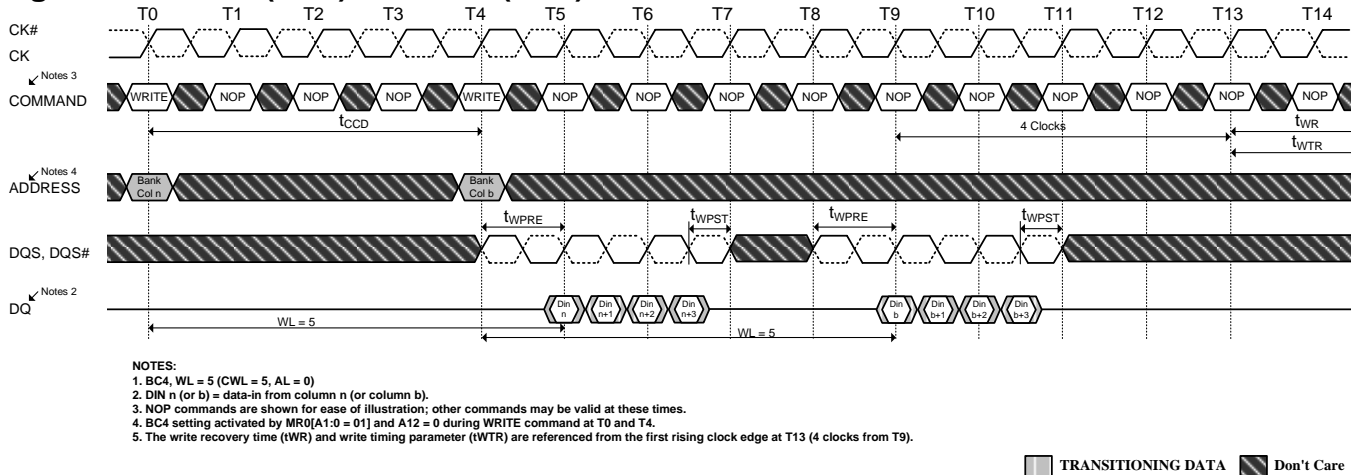 T0 T1 T2 T3 T4 T5 T6 T7 T8 T9 T10 T11 T12 T13 T14
CK#
CK
Notes 3
COMMAND
WRITE NOP NOP NOP WRITE NOP NOP NOP NOP NOP NOP NOP NOP NOP NOP
tCCD
4 Clocks
tWR
tWTR
Notes 4
ADDRESS
Bank
Col n
Bank
Col b
tWPRE tWPST tWPRE tWPST
DQS, DQS#
Notes 2
DQ
Din
n
Din
n+1
Din
n+2
Din
n+3
Din
b
Din
b+1
Din
b+2
Din
b+3
WL = 5
WL = 5
NOTES:
1. BC4, WL = 5 (CWL = 5, AL = 0)
2. DIN n (or b) = data-in from column n (or column b).
3. NOP commands are shown for ease of illustration; other commands may be valid at these times.
4. BC4 setting activated by MR0[A1:0 = 01] and A12 = 0 during WRITE command at T0 and T4.
5. The write recovery time (tWR) and write timing parameter (tWTR) are referenced from the first rising clock edge at T13 (4 clocks from T9).
TRANSITIONING DATA
Don't Care